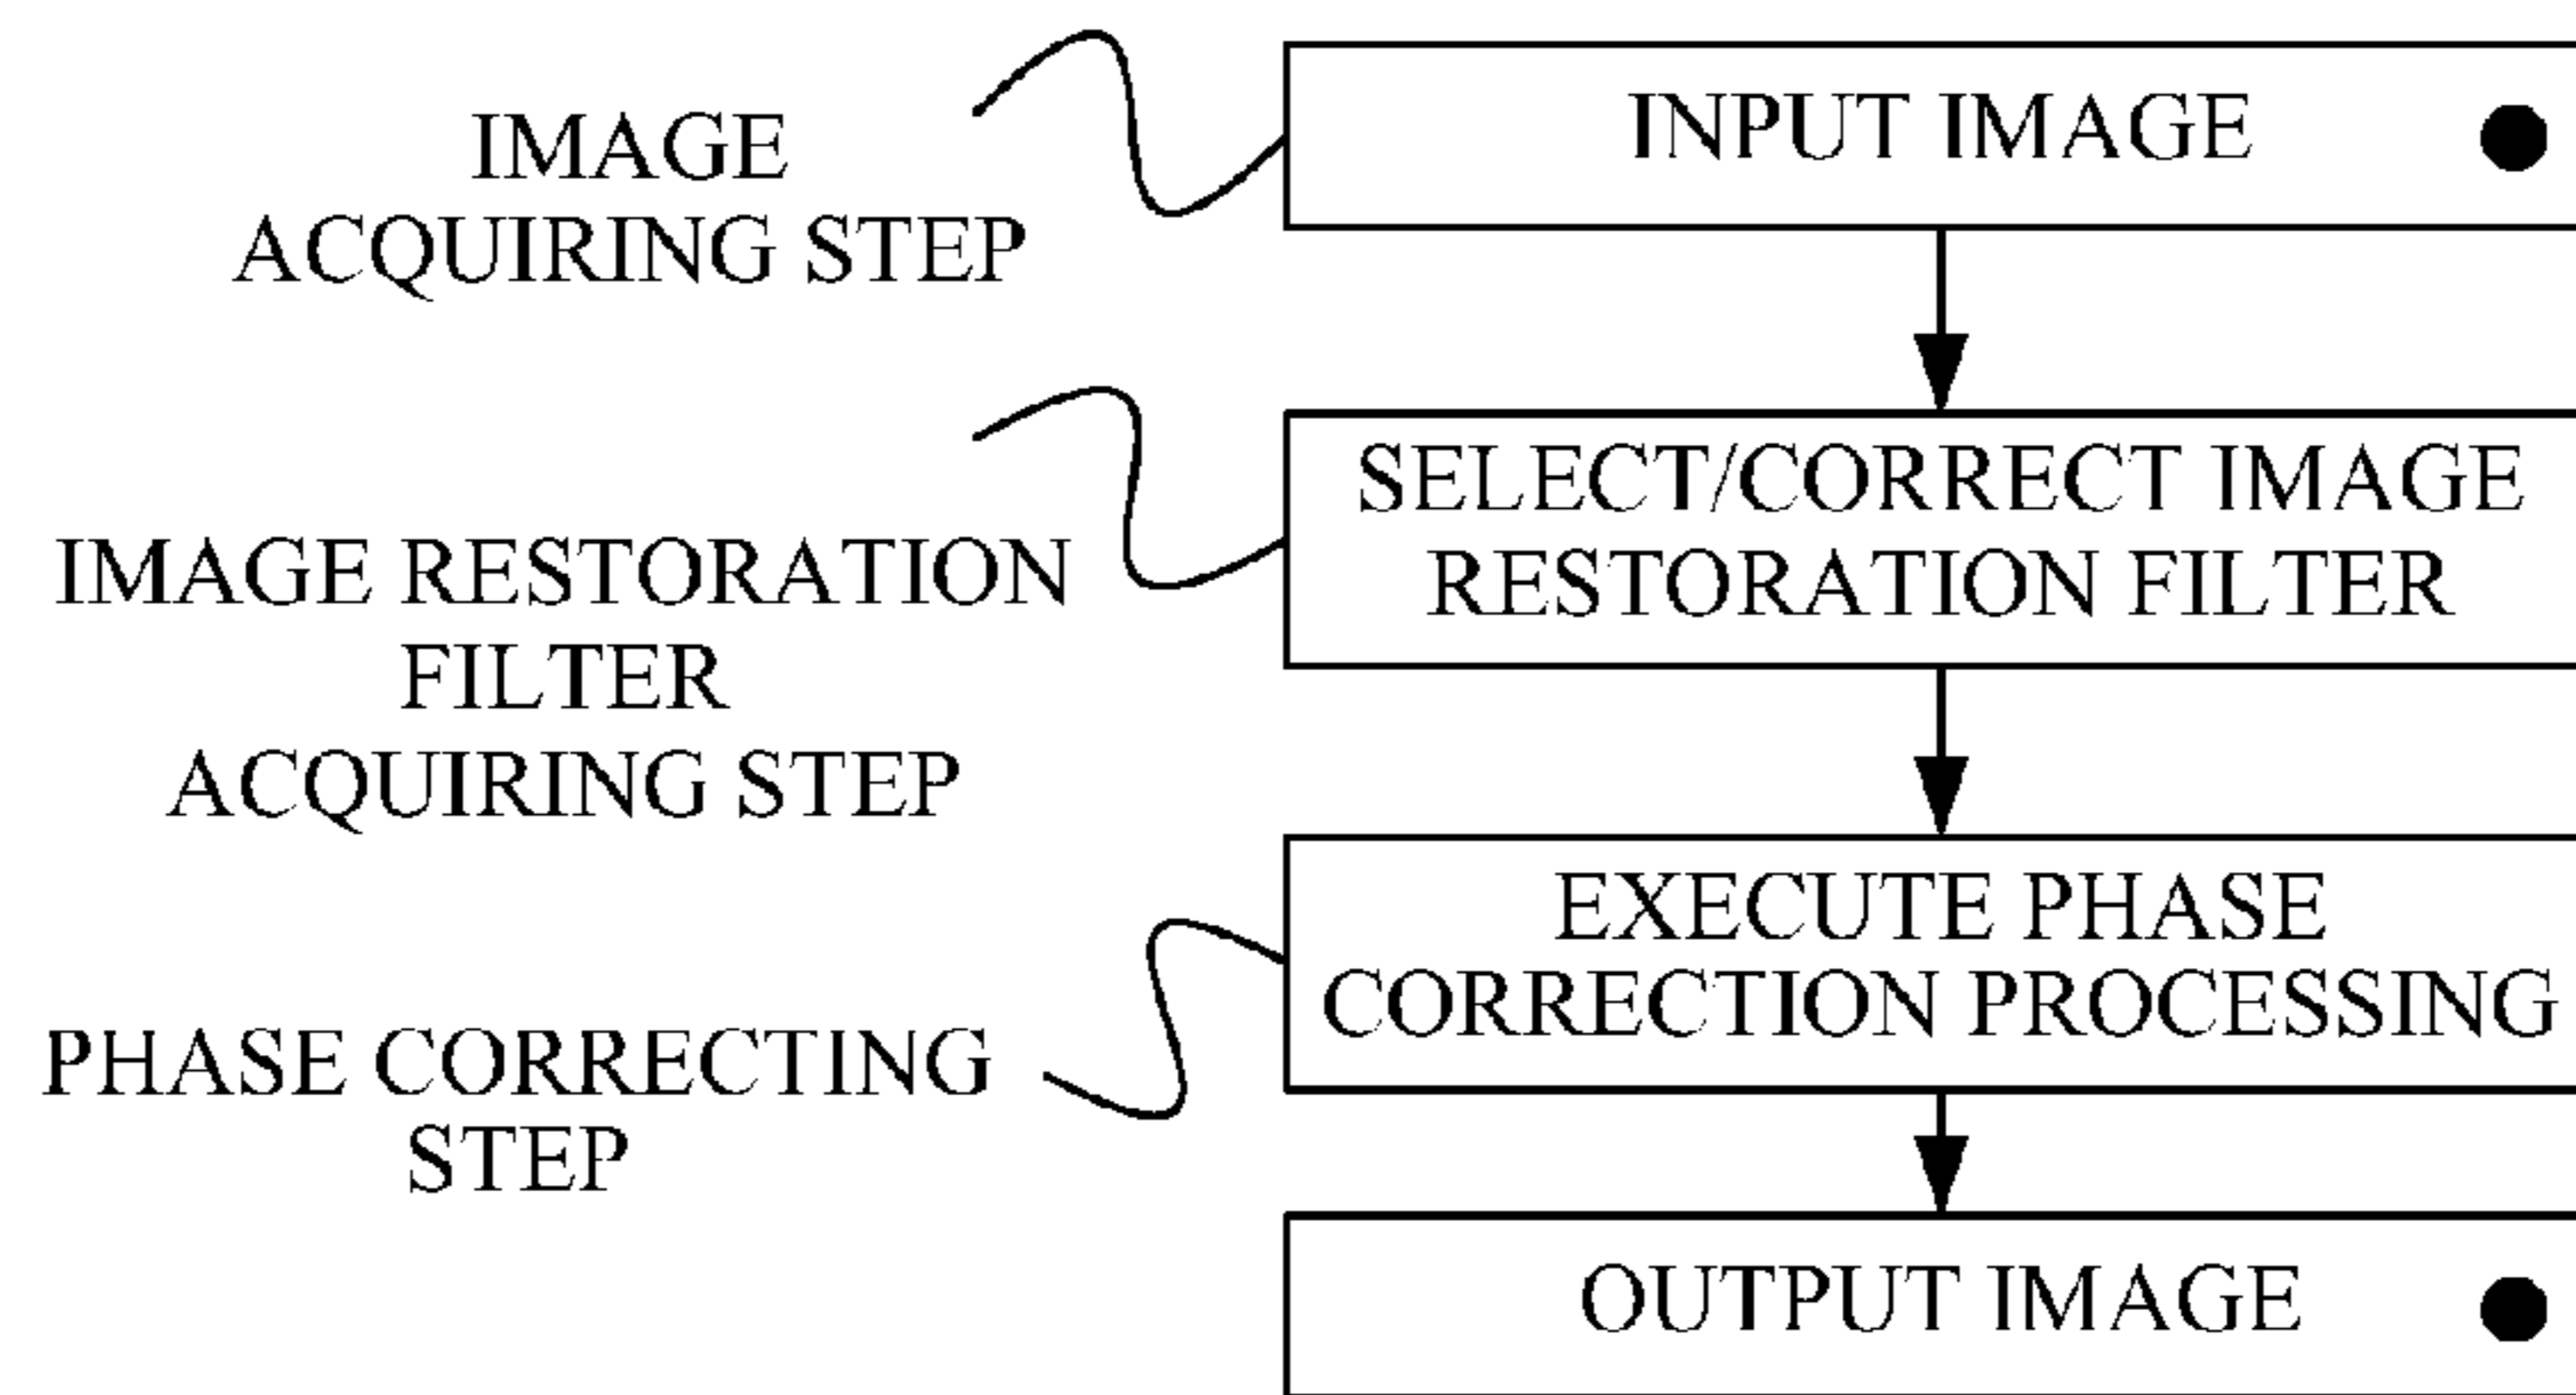 IMAGE
ACQUIRING STEP
INPUT IMAGE
IMAGE RESTORATION
FILTER
ACQUIRING STEP
SELECT/CORRECT IMAGE
RESTORATION FILTER
PHASE CORRECTING
STEP
EXECUTE PHASE
CORRECTION PROCESSING
OUTPUT IMAGE